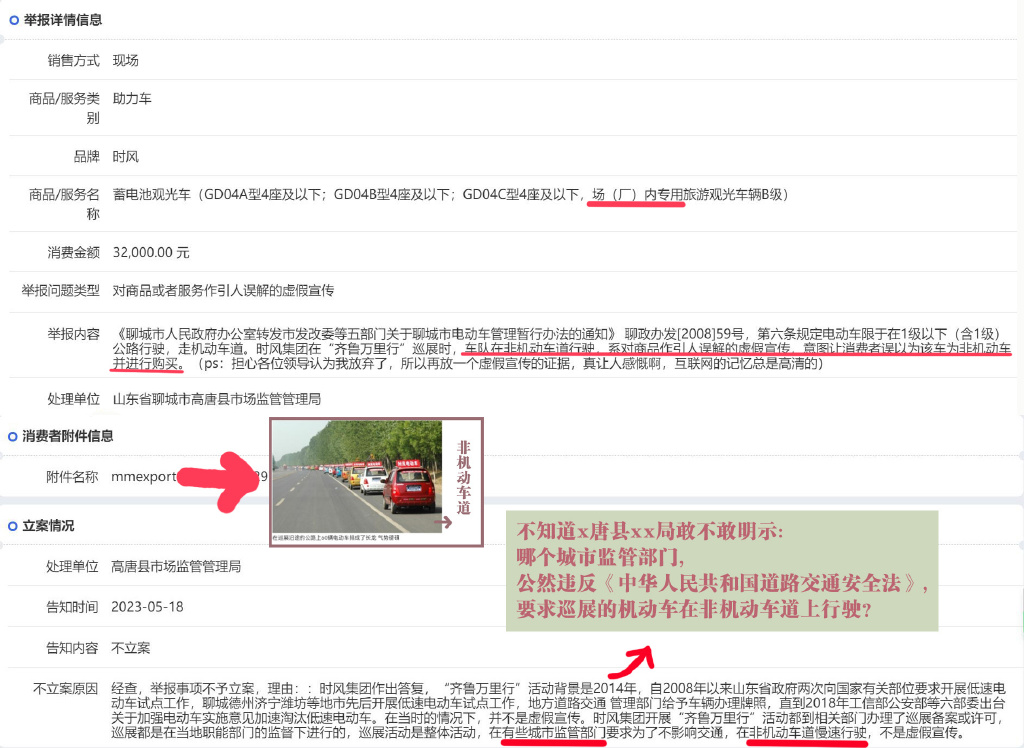 举报详情信息
销售方式 现场
商品/服务类 助力车
别
品牌 时风
商品/服务名 蓄电池观光车（GD04A型4座及以下；GD04B型4座及以下；GD04C型4座及以下，场（厂）内专用旅游观光车辆B级）
称
消费金额 32,000.00 元
举报问题类型 对商品或者服务作引人误解的虚假宣传
举报内容 《聊城市人民政府办公室转发市发改委等五部门关于聊城市电动车管理暂行办法的通知》 聊政办发[2008]59号，第六条规定电动车限于在1级以下（含1级）
公路行驶，走机动车道。时风集团在“齐鲁万里行”巡展时，车队在非机动车道行驶，系对商品作引人误解的虚假宣传，意图让消费者误以为该车为非机动车
并进行购买。（ps：担心各位领导认为我放弃了，所以再放一个虚假宣传的证据，真让人感慨啊，互联网的记忆总是高清的）
处理单位 山东省聊城市高唐县市场监管管理局
消费者附件信息
附件名称 mmexport
29
非机动车道
在巡展沿途的公路上60辆电动车排成了长龙 气势磅礴
立案情况
处理单位 高唐县市场监管管理局
告知时间 2023-05-18
告知内容 不立案
不知道x唐县xx局敢不敢明示:
哪个城市监管部门,
公然违反《中华人民共和国道路交通安全法》,
要求巡展的机动车在非机动车道上行驶?
不立案原因 经查，举报事项不予立案，理由：：时风集团作出答复，“齐鲁万里行”活动背景是2014年，自2008年以来山东省政府两次向国家有关部位要求开展低速电
动车试点工作，聊城德州济宁潍坊等地市先后开展低速电动车试点工作，地方道路交通 管理部门给予车辆办理牌照，直到2018年工信部公安部等六部委出台
关于加强电动车实施意见加速淘汰低速电动车。在当时的情况下，并不是虚假宣传。时风集团开展“齐鲁万里行”活动都到相关部门办理了巡展备案或许可，
巡展都是在当地职能部门的监督下进行的，巡展活动是整体活动，在有些城市监管部门要求为了不影响交通，在非机动车道慢速行驶，不是虚假宣传。